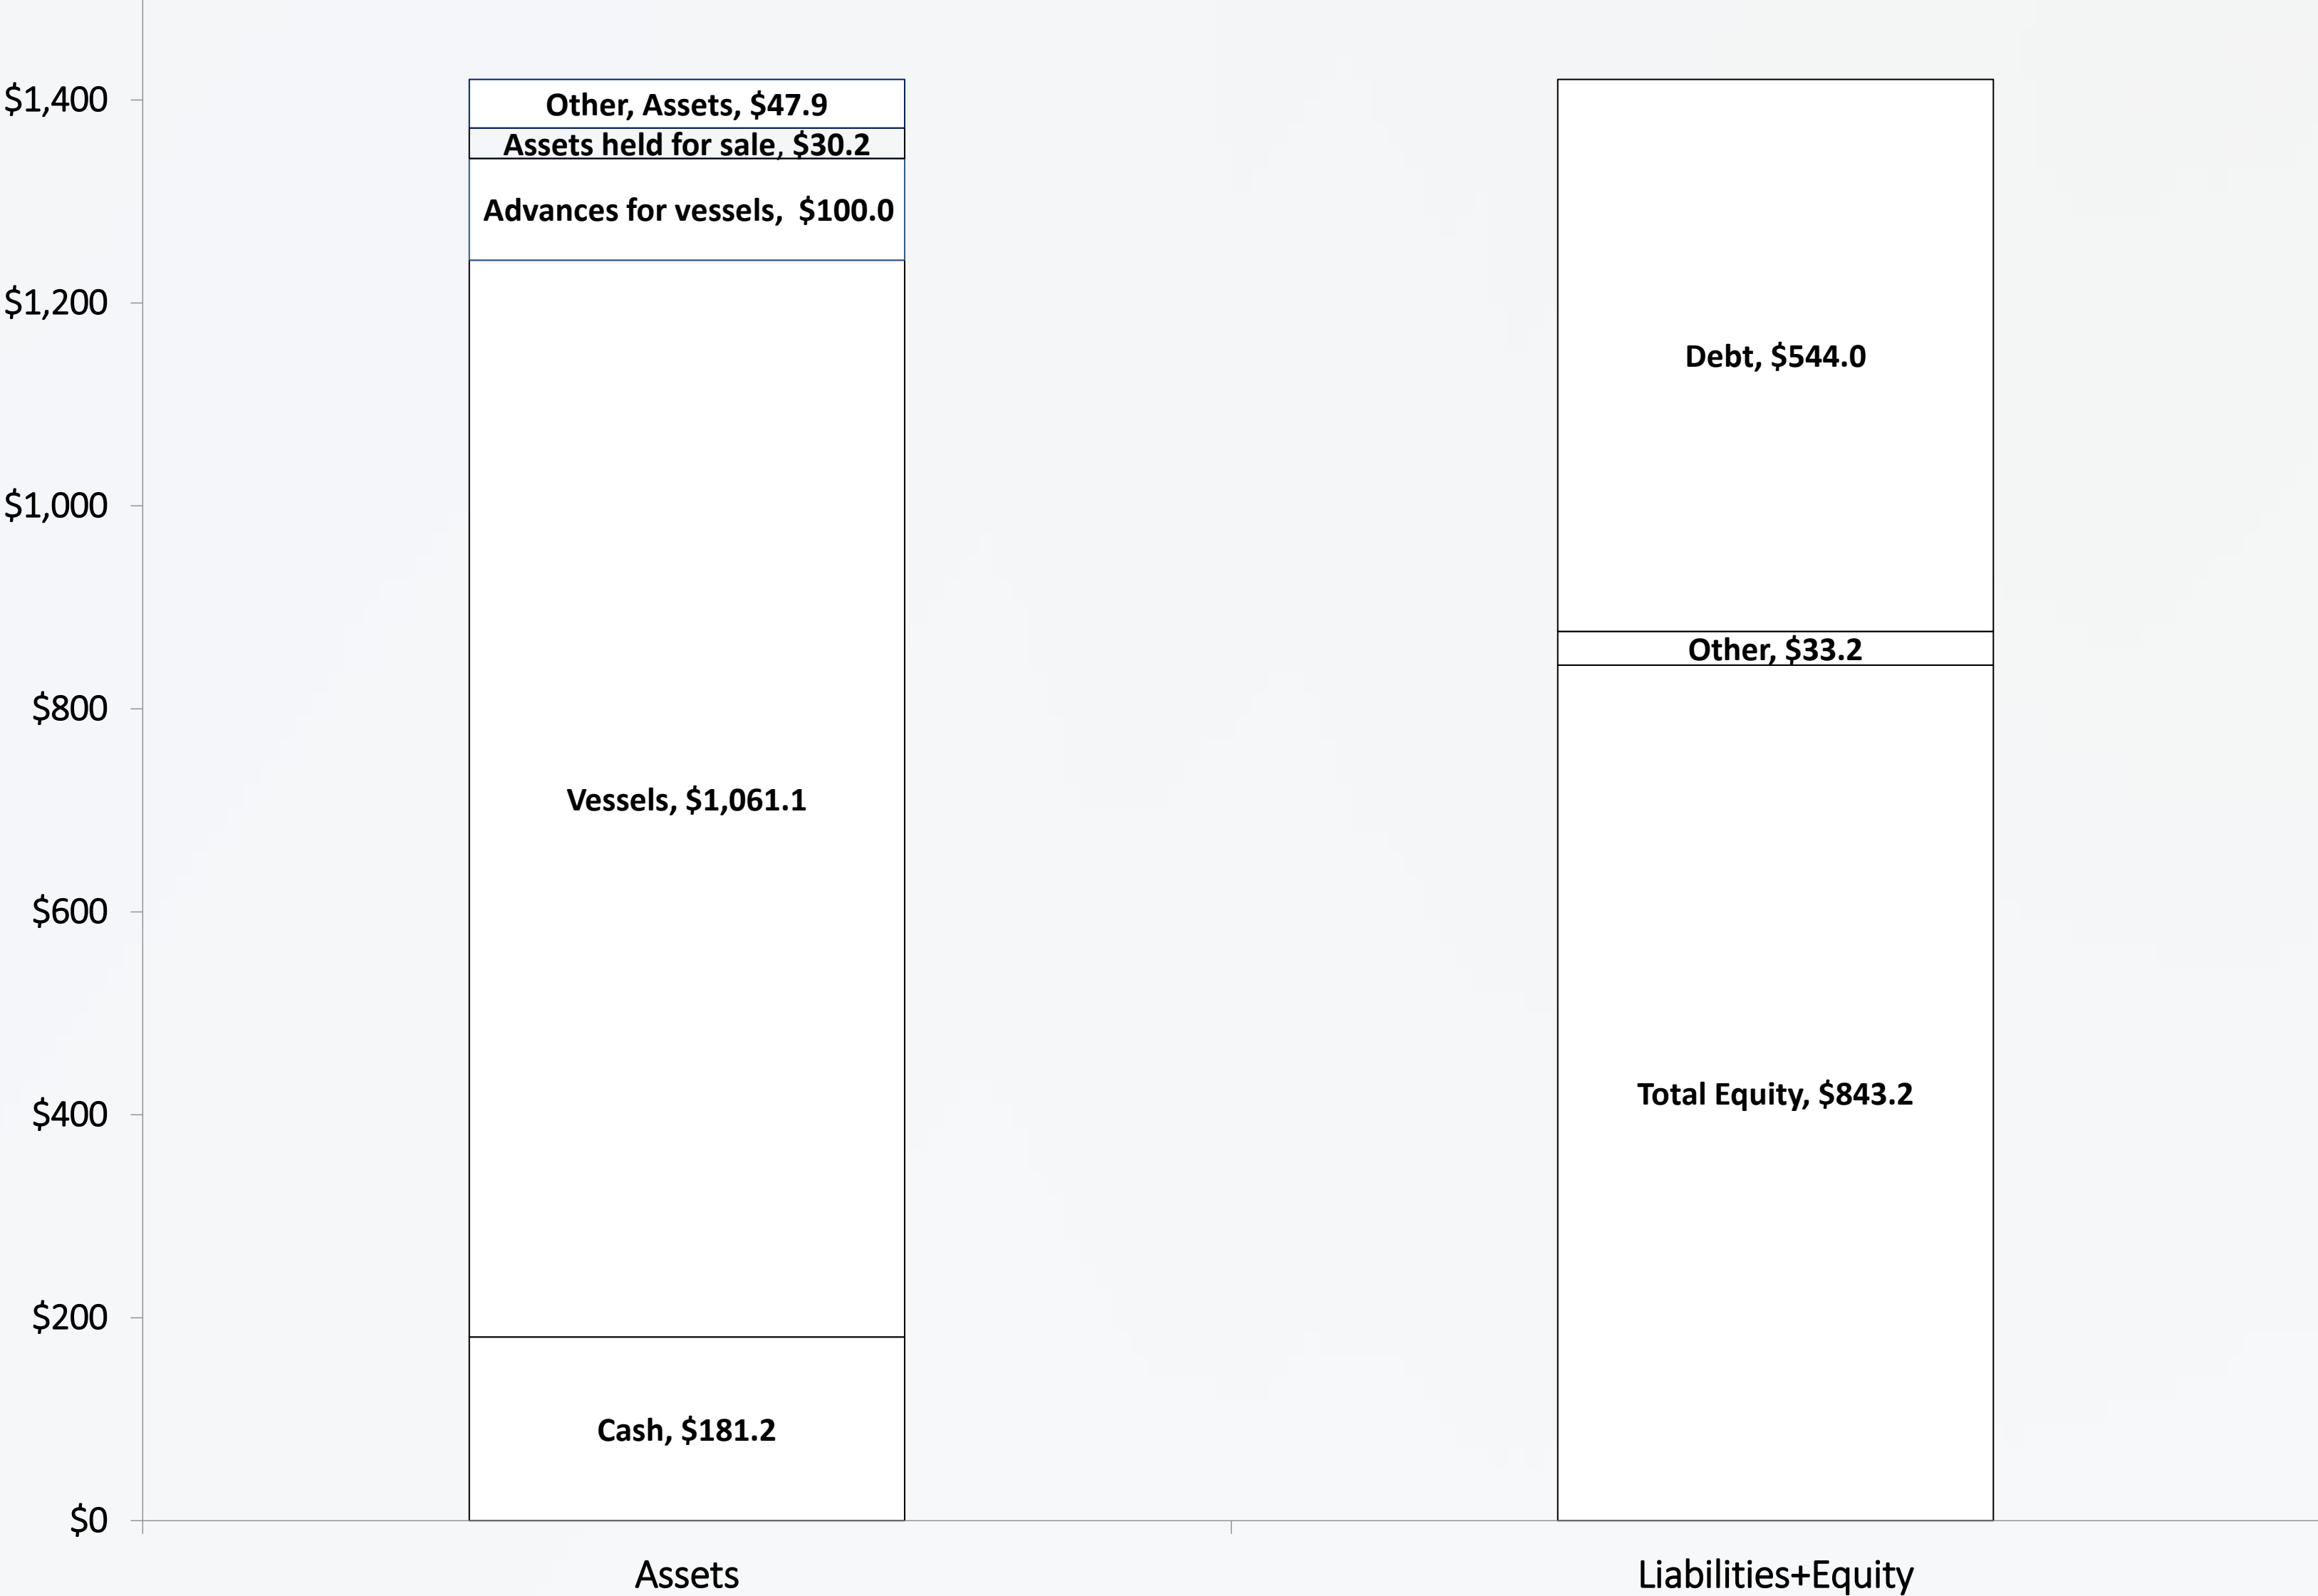 $1,400
$1,200
$1,000
$800
$600
$400
$200
$0
Other, Assets, $47.9
Assets held for sale, $30.2
Advances for vessels,  $100.0
Vessels, $1,061.1
Cash, $181.2
Debt, $544.0
Other, $33.2
Total Equity, $843.2
Assets
Liabilities+Equity